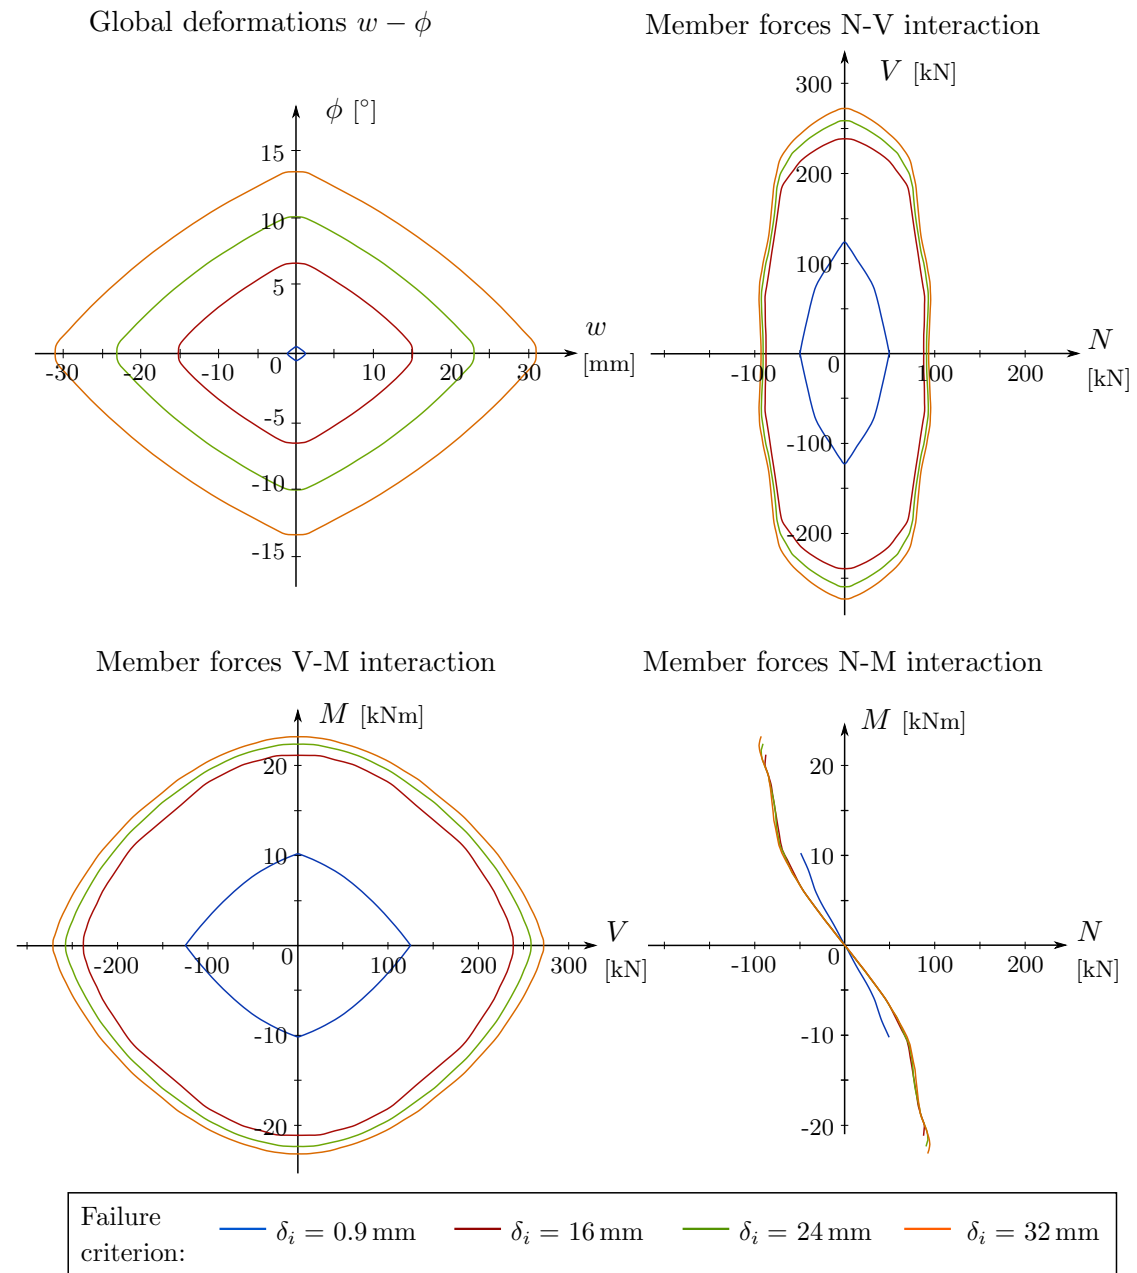 Global deformations w − ϕ
ϕ [°]
15
10
5
0
-5
-10
-15
-30
-20
-10
10
20
30
w
[mm]
Member forces N-V interaction
V [kN]
300
200
100
0
-100
-200
-100
100
200
N
[kN]
Member forces V-M interaction
M [kNm]
20
10
0
-10
-20
-200
-100
100
200
300
V
[kN]
Member forces N-M interaction
M [kNm]
20
10
0
-10
-20
-100
100
200
N
[kN]
Failure
criterion:
δi = 0.9 mm
δi = 16 mm
δi = 24 mm
δi = 32 mm